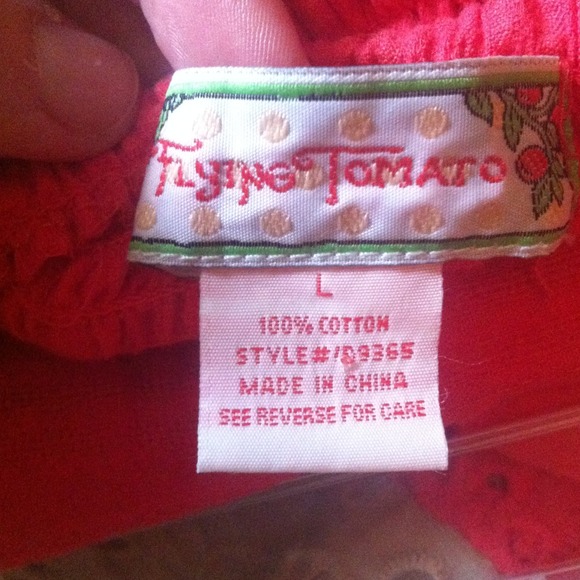 Flying Tomato
L
100% COTTON
STYLE#
MADE IN CHINA
SEE REVERSE FOR CARE